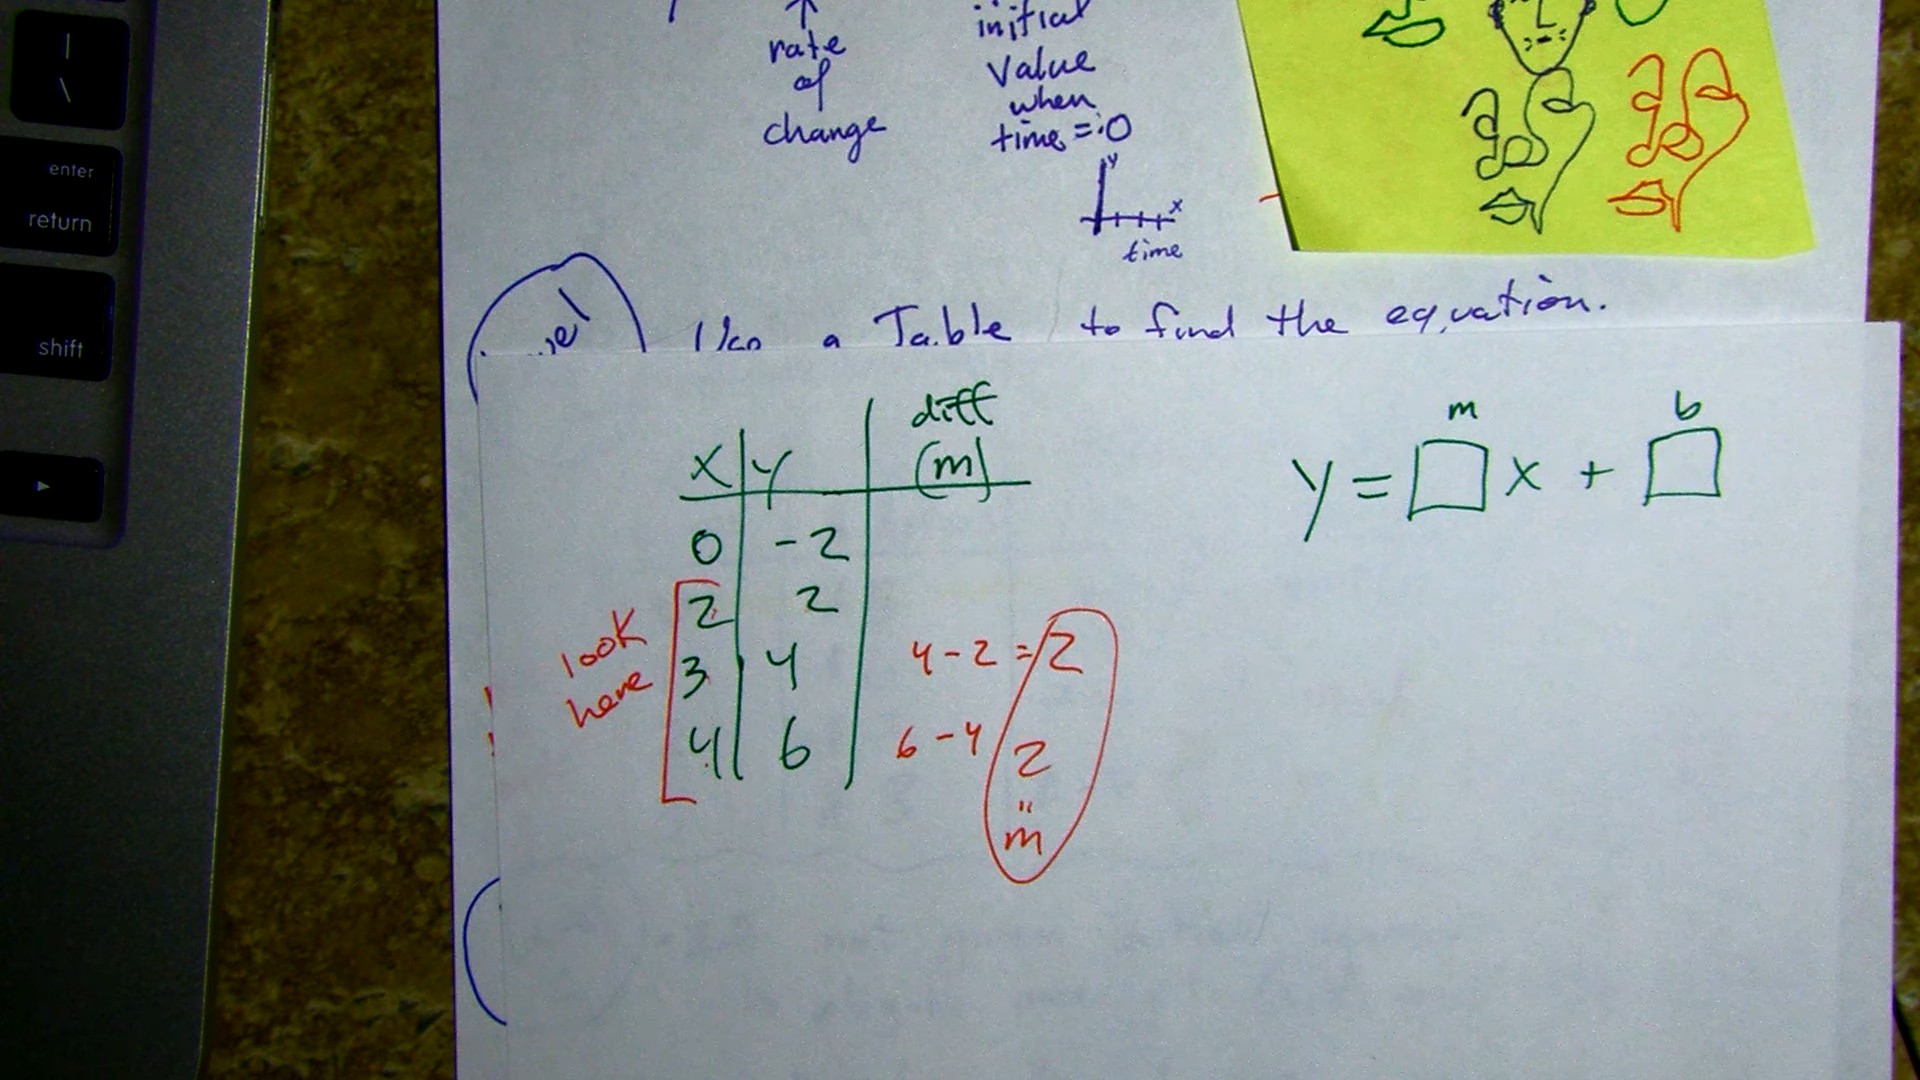 |
\
enter
return
shift
rate
of
change
initial
Value
when
time = 0
y
x
time
Use a Table to find the equation.
x y diff (m)
0 -2
2 2
3 4 4-2 = 2
4 6 6-4 2
"
m
look
here
m b
y = x +